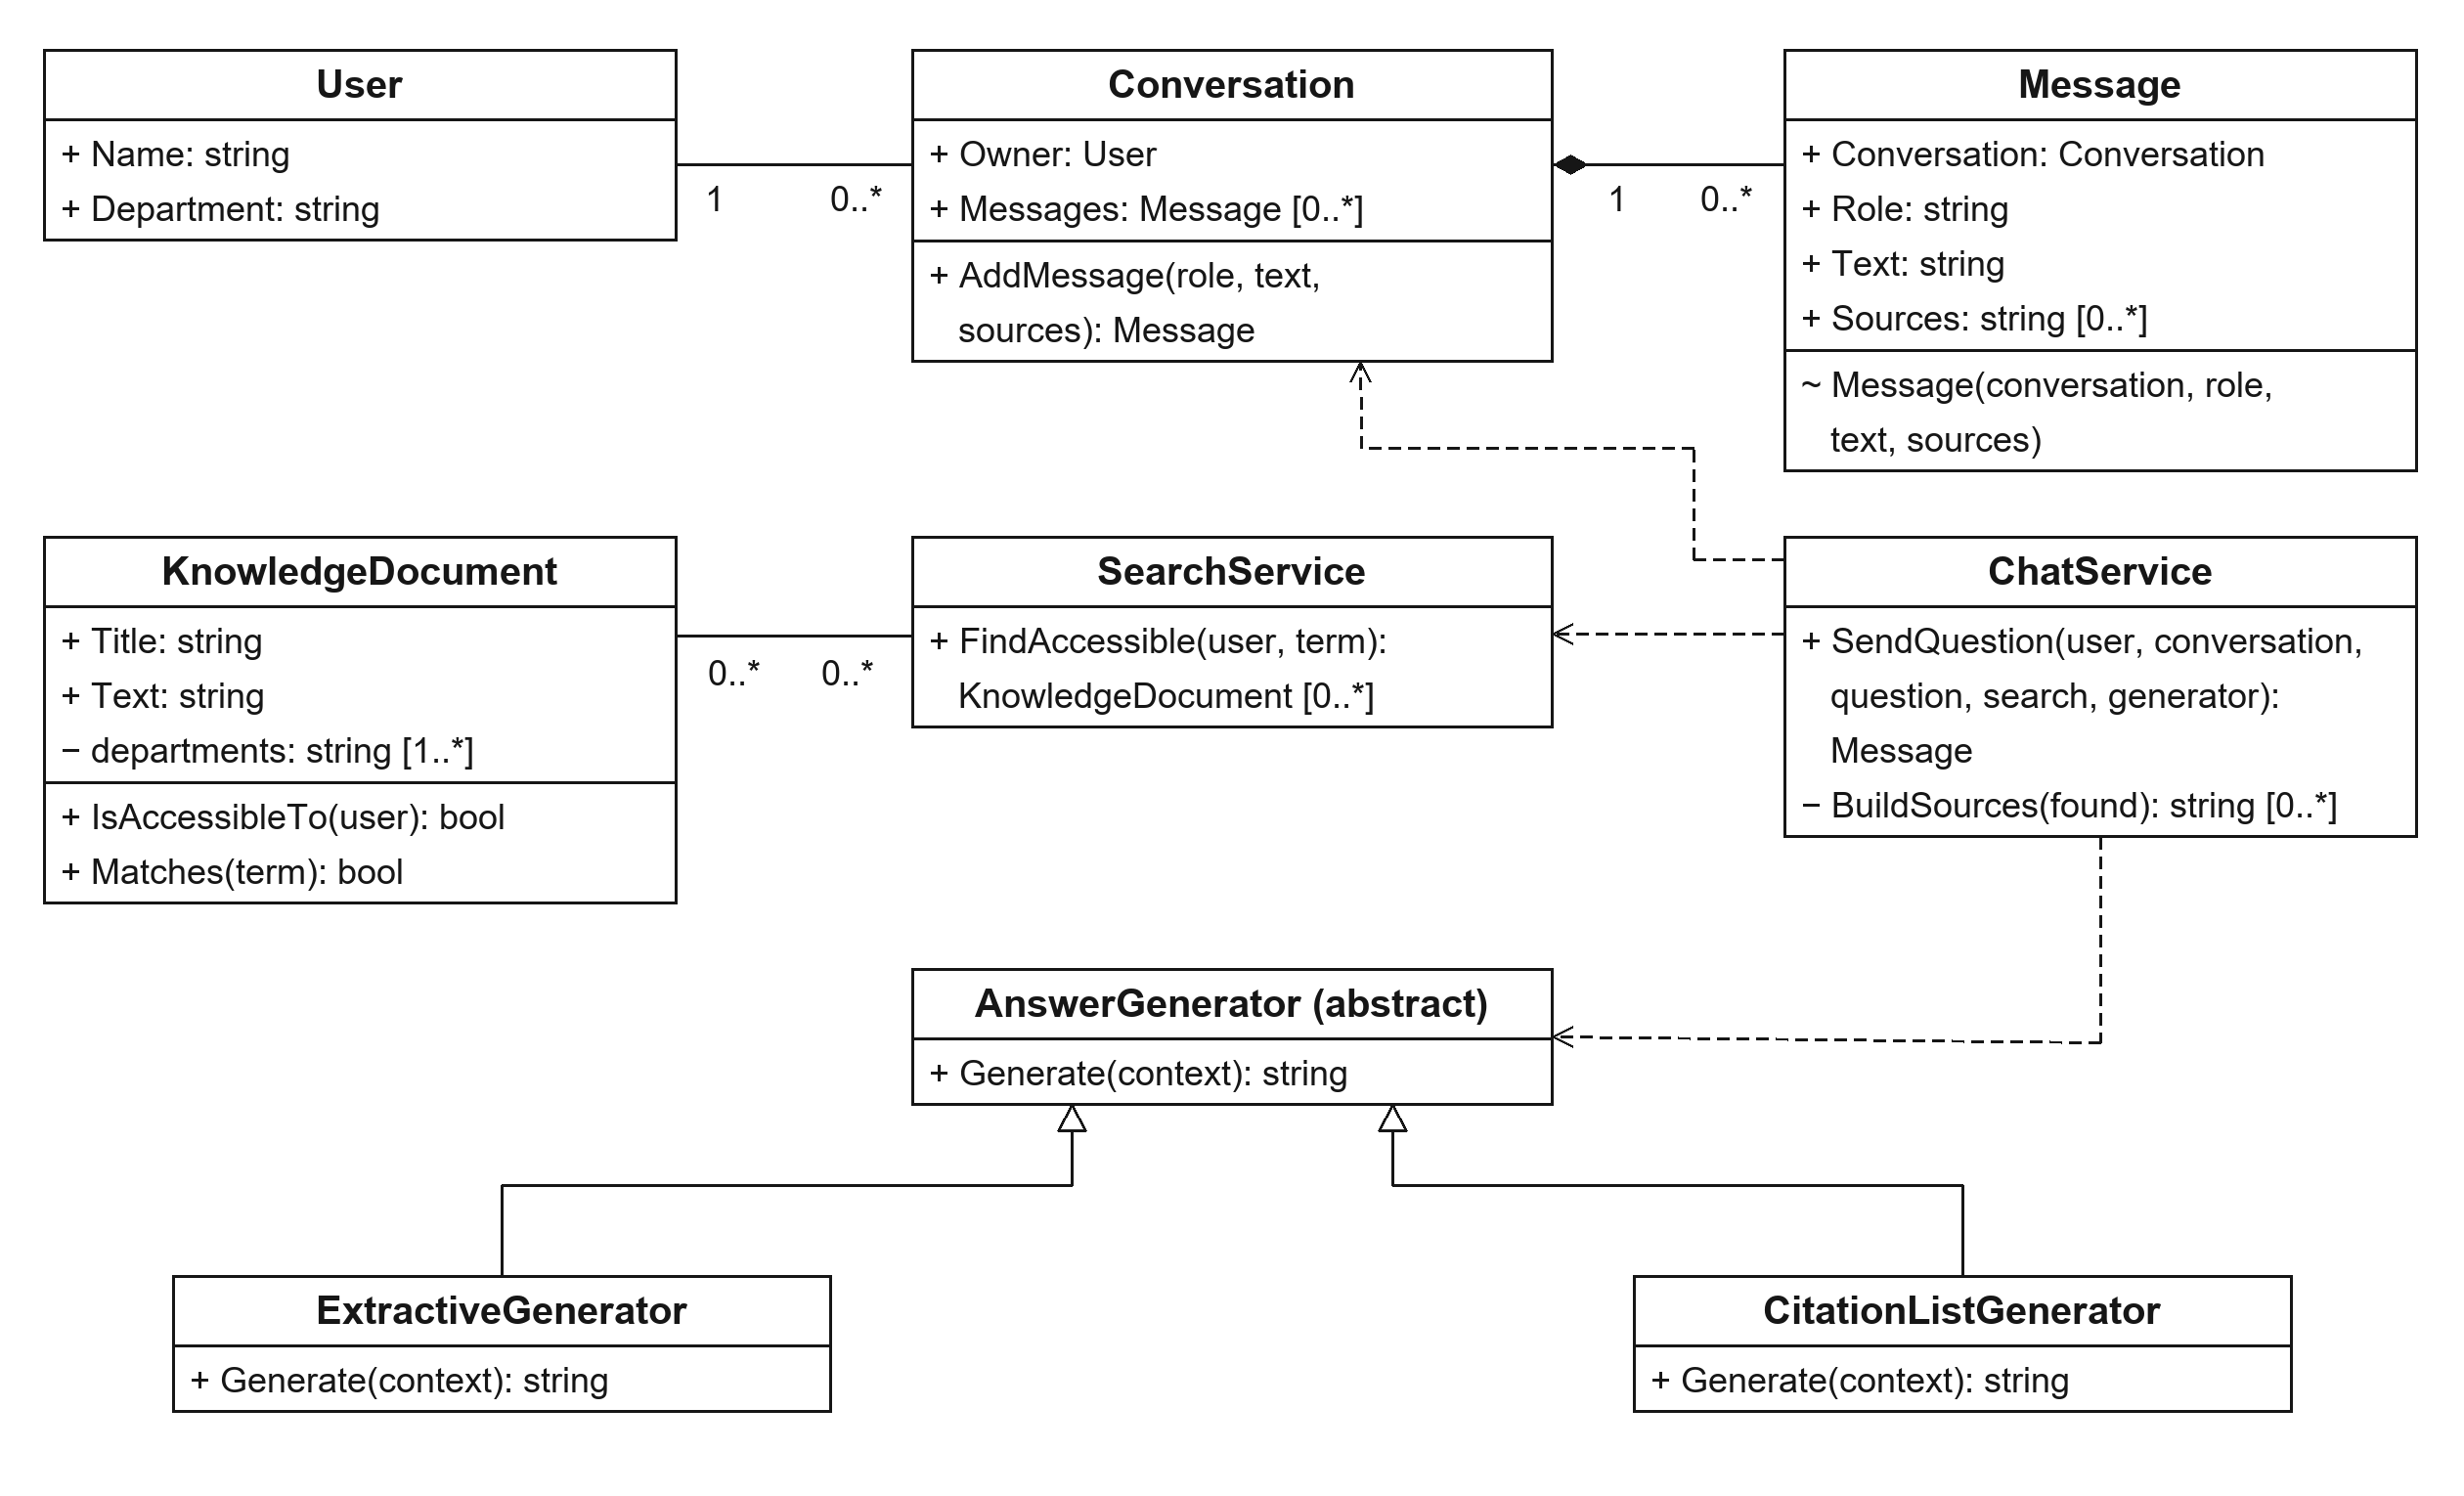 User
+ Name: string
+ Department: string
1
0..*
Conversation
+ Owner: User
+ Messages: Message [0..*]
+ AddMessage(role, text,
sources): Message
1
0..*
Message
+ Conversation: Conversation
+ Role: string
+ Text: string
+ Sources: string [0..*]
~ Message(conversation, role,
text, sources)
KnowledgeDocument
+ Title: string
+ Text: string
− departments: string [1..*]
+ IsAccessibleTo(user): bool
+ Matches(term): bool
0..*
0..*
SearchService
+ FindAccessible(user, term):
KnowledgeDocument [0..*]
ChatService
+ SendQuestion(user, conversation,
question, search, generator):
Message
− BuildSources(found): string [0..*]
AnswerGenerator (abstract)
+ Generate(context): string
ExtractiveGenerator
+ Generate(context): string
CitationListGenerator
+ Generate(context): string